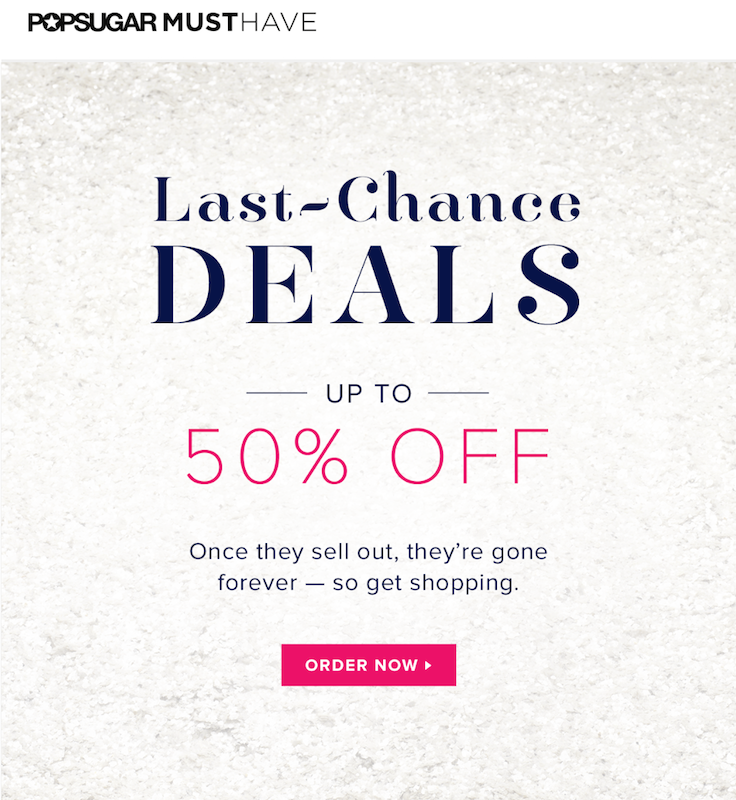 POPSUGAR MUSTHAVE
Last-Chance
DEALS
UP TO
50% OFF
Once they sell out, they’re gone
forever — so get shopping.
ORDER NOW